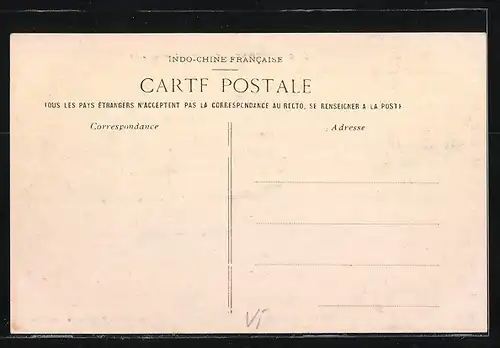 INDO-CHINE FRANÇAISE
CARTE POSTALE
TOUS LES PAYS ÉTRANGERS N'ACCEPTENT PAS LA CORRESPONDANCE AU RECTO, SE RENSEIGNER A LA POSTE
Correspondance
Adresse